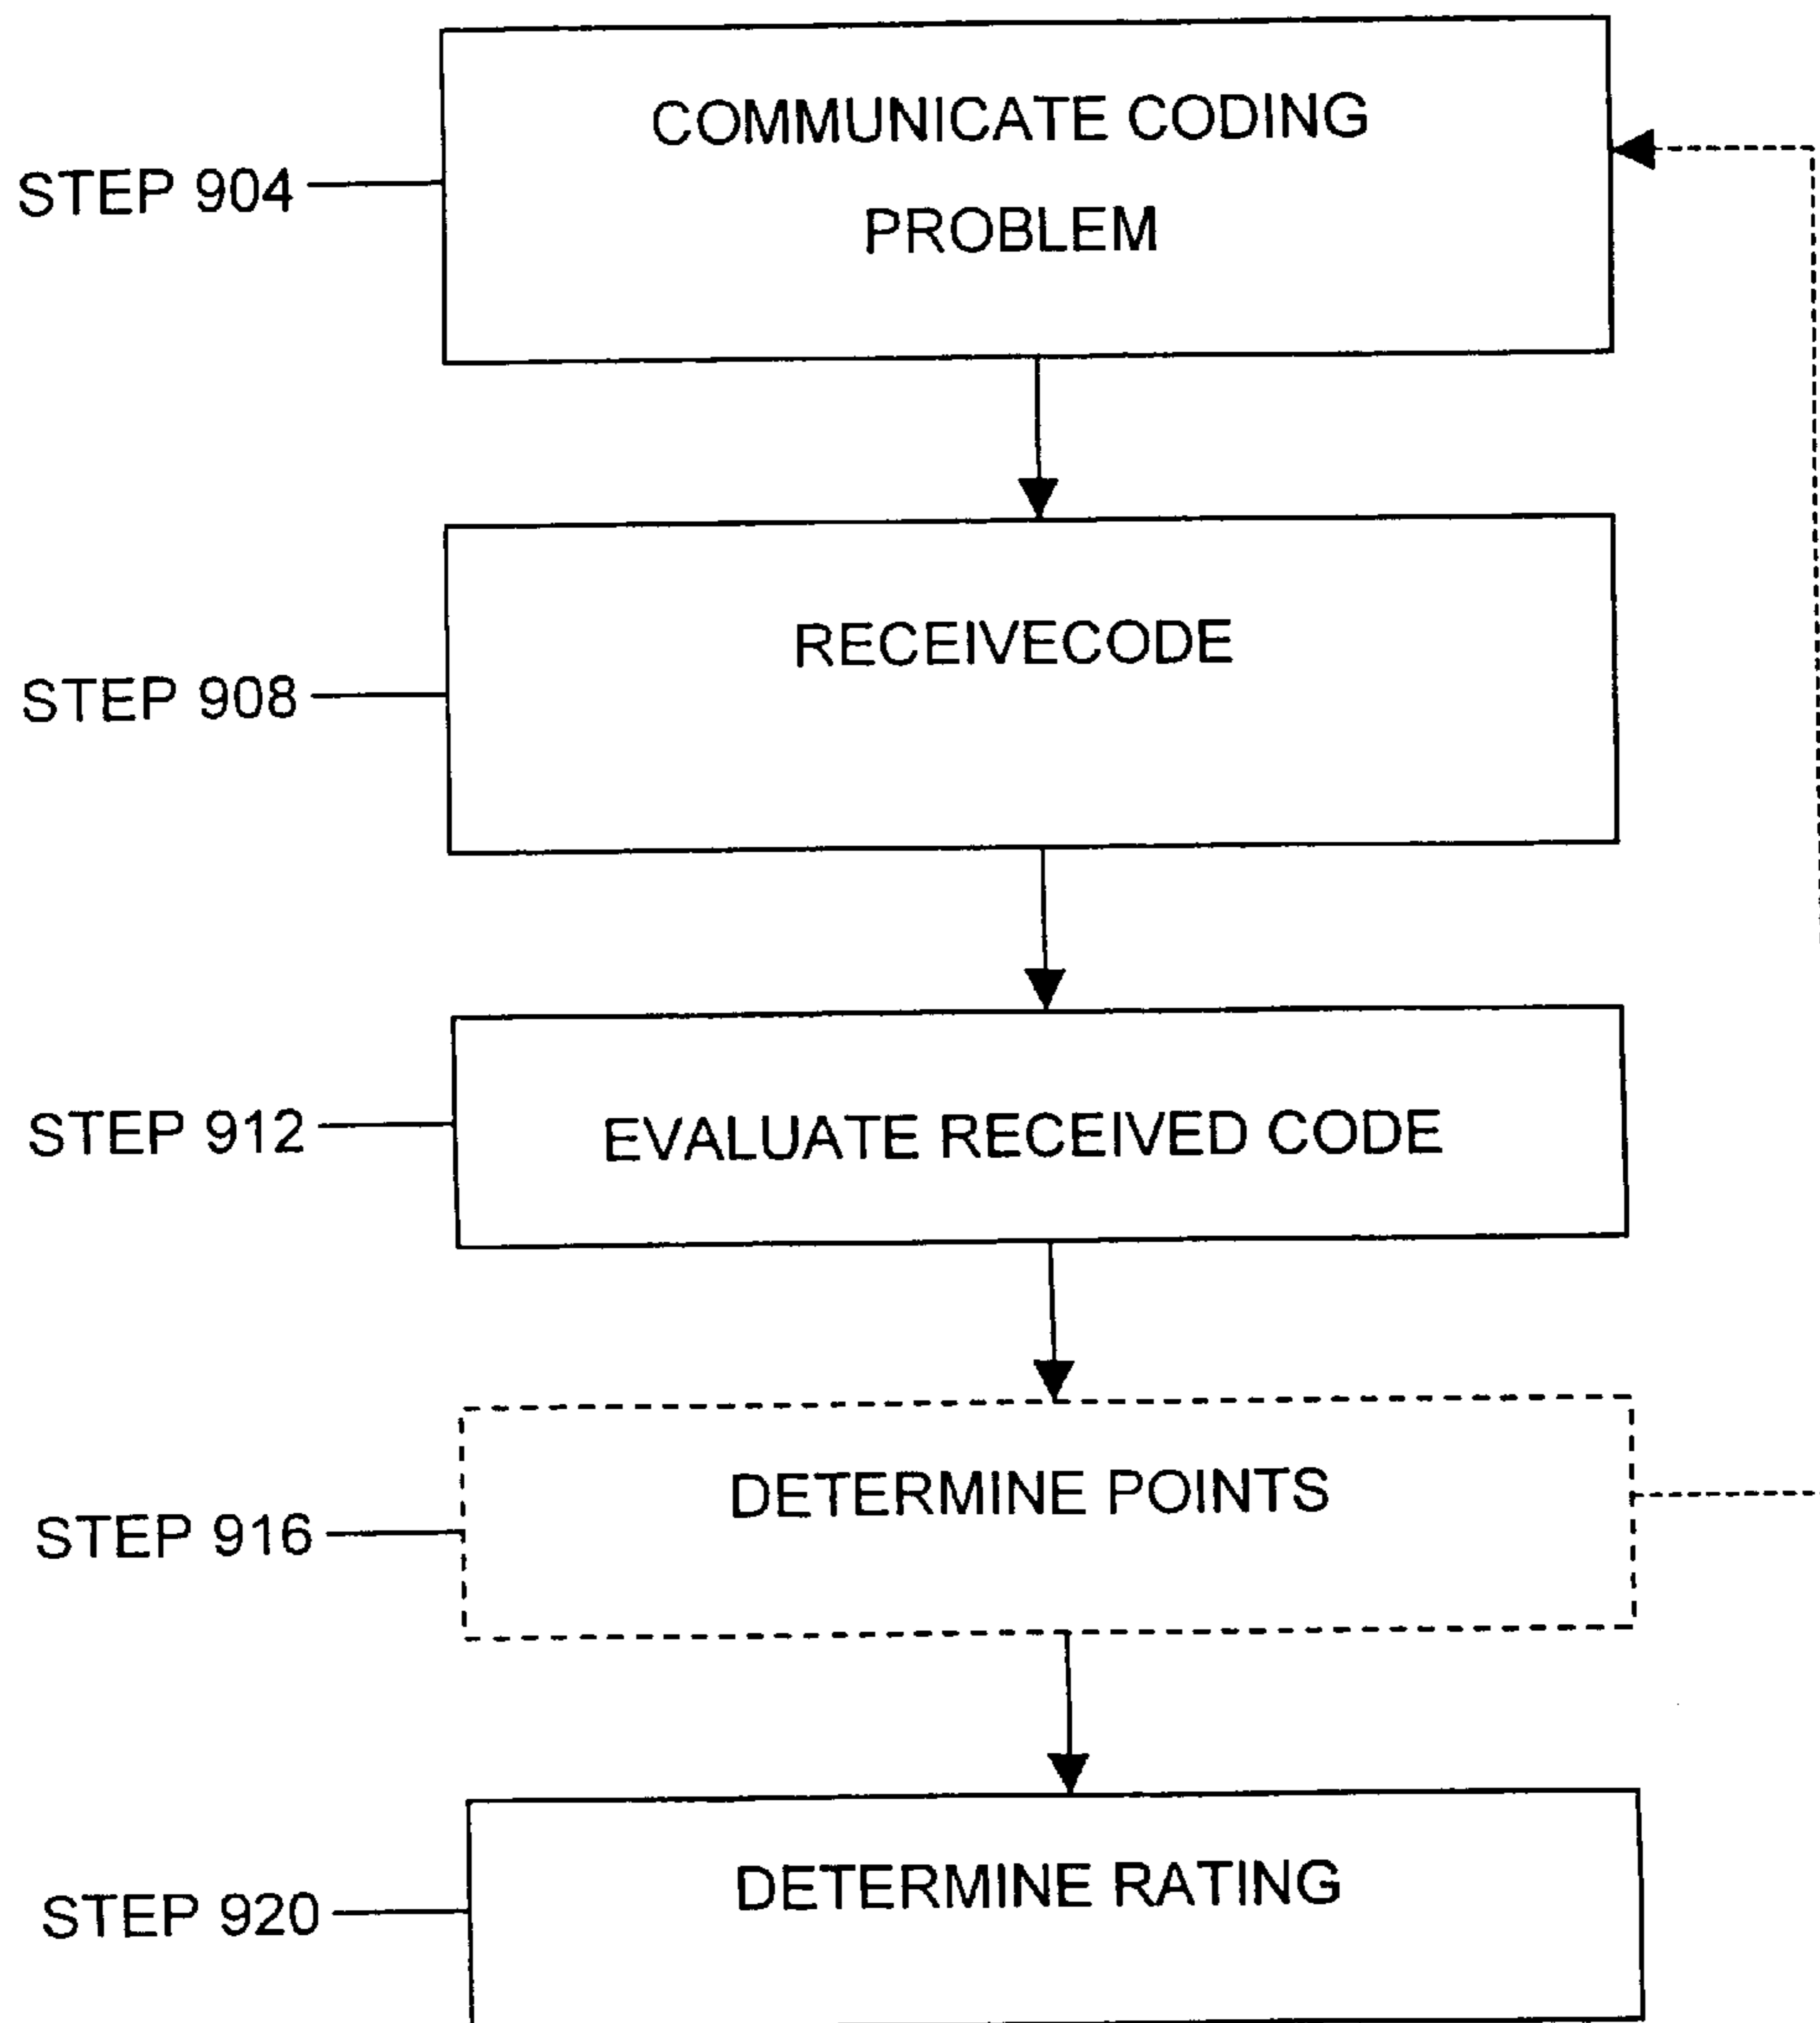 COMMUNICATE CODING
PROBLEM
STEP 904
RECEIVECODE
STEP 908
EVALUATE RECEIVED CODE
STEP 912
DETERMINE POINTS
STEP 916
DETERMINE RATING
STEP 920